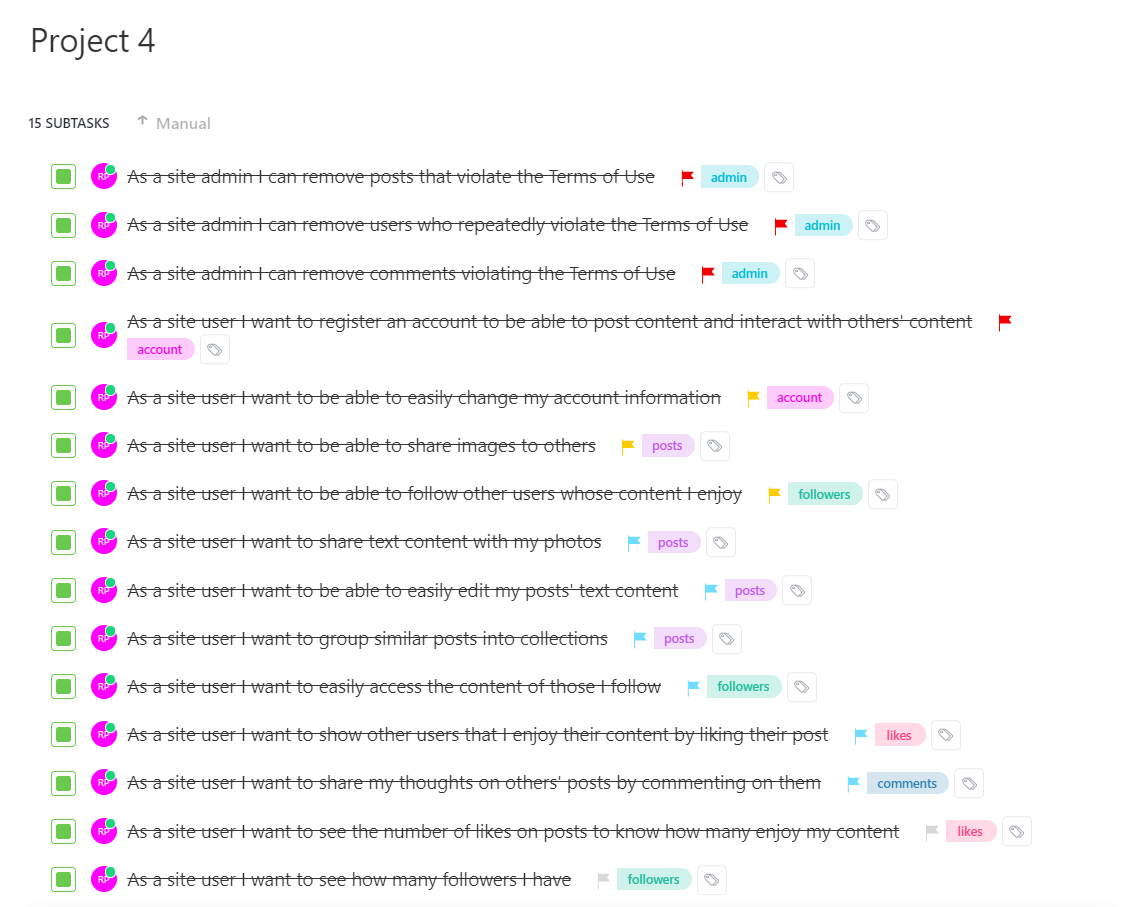 Project 4
15 SUBTASKS Manual
RP As a site admin I can remove posts that violate the Terms of Use admin
RP As a site admin I can remove users who repeatedly violate the Terms of Use admin
RP As a site admin I can remove comments violating the Terms of Use admin
RP As a site user I want to register an account to be able to post content and interact with others' content
account
RP As a site user I want to be able to easily change my account information account
RP As a site user I want to be able to share images to others posts
RP As a site user I want to be able to follow other users whose content I enjoy followers
RP As a site user I want to share text content with my photos posts
RP As a site user I want to be able to easily edit my posts' text content posts
RP As a site user I want to group similar posts into collections posts
RP As a site user I want to easily access the content of those I follow followers
RP As a site user I want to show other users that I enjoy their content by liking their post likes
RP As a site user I want to share my thoughts on others' posts by commenting on them comments
RP As a site user I want to see the number of likes on posts to know how many enjoy my content likes
RP As a site user I want to see how many followers I have followers